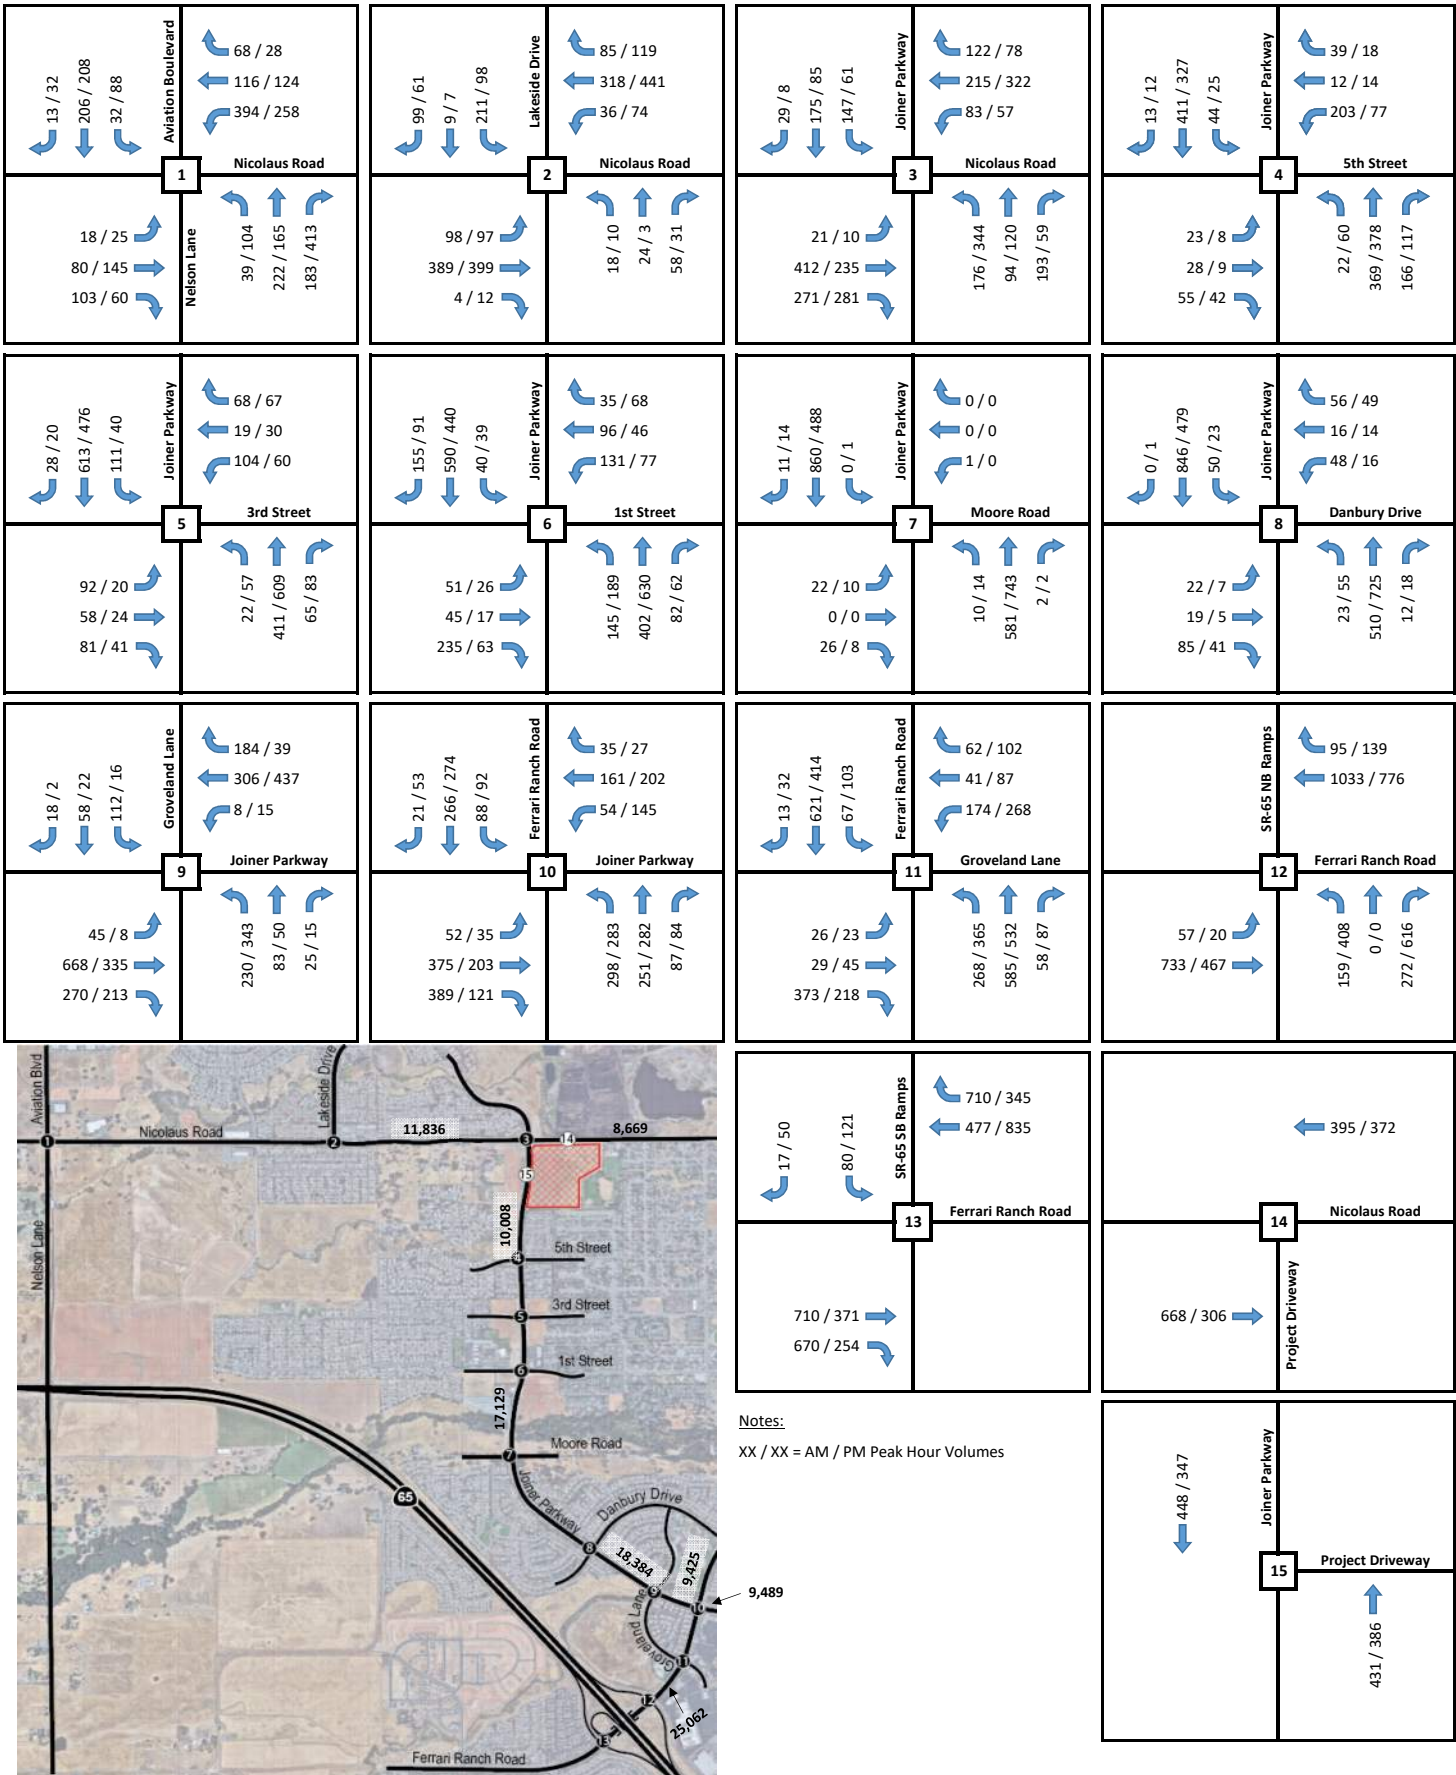 13 / 32
206 / 208
32 / 88
Aviation Boulevard
68 / 28
116 / 124
394 / 258
1
Nicolaus Road
18 / 25
80 / 145
103 / 60
Nelson Lane
39 / 104
222 / 165
183 / 413
99 / 61
9 / 7
211 / 98
Lakeside Drive
85 / 119
318 / 441
36 / 74
2
Nicolaus Road
98 / 97
389 / 399
4 / 12
18 / 10
24 / 3
58 / 31
29 / 8
175 / 85
147 / 61
Joiner Parkway
122 / 78
215 / 322
83 / 57
3
Nicolaus Road
21 / 10
412 / 235
271 / 281
176 / 344
94 / 120
193 / 59
13 / 12
411 / 327
44 / 25
Joiner Parkway
39 / 18
12 / 14
203 / 77
4
5th Street
23 / 8
28 / 9
55 / 42
22 / 60
369 / 378
166 / 117
28 / 20
613 / 476
111 / 40
Joiner Parkway
68 / 67
19 / 30
104 / 60
5
3rd Street
92 / 20
58 / 24
81 / 41
22 / 57
411 / 609
65 / 83
155 / 91
590 / 440
40 / 39
Joiner Parkway
35 / 68
96 / 46
131 / 77
6
1st Street
51 / 26
45 / 17
235 / 63
145 / 189
402 / 630
82 / 62
11 / 14
860 / 488
0 / 1
Joiner Parkway
0 / 0
0 / 0
1 / 0
7
Moore Road
22 / 10
0 / 0
26 / 8
10 / 14
581 / 743
2 / 2
0 / 1
846 / 479
50 / 23
Joiner Parkway
56 / 49
16 / 14
48 / 16
8
Danbury Drive
22 / 7
19 / 5
85 / 41
23 / 55
510 / 725
12 / 18
18 / 2
58 / 22
112 / 16
Groveland Lane
184 / 39
306 / 437
8 / 15
9
Joiner Parkway
45 / 8
668 / 335
270 / 213
230 / 343
83 / 50
25 / 15
21 / 53
266 / 274
88 / 92
Ferrari Ranch Road
35 / 27
161 / 202
54 / 145
10
Joiner Parkway
52 / 35
375 / 203
389 / 121
298 / 283
251 / 282
87 / 84
13 / 32
621 / 414
67 / 103
Ferrari Ranch Road
62 / 102
41 / 87
174 / 268
11
Groveland Lane
26 / 23
29 / 45
373 / 218
268 / 365
585 / 532
58 / 87
SR-65 NB Ramps
95 / 139
1033 / 776
12
Ferrari Ranch Road
57 / 20
733 / 467
159 / 408
0 / 0
272 / 616
Aviation Blvd
Lakeside Drive
1
Nicolaus Road
2
11,836
3
14
8,669
15
10,008
Nelson Lane
4
5th Street
5
3rd Street
6
1st Street
17,129
7
Moore Road
65
Joiner Parkway
Danbury Drive
8
18,384
9
9,425
10
9,489
Groveland Lane
11
12
25,062
13
Ferrari Ranch Road
17 / 50
80 / 121
SR-65 SB Ramps
710 / 345
477 / 835
13
Ferrari Ranch Road
710 / 371
670 / 254
395 / 372
14
Nicolaus Road
668 / 306
Project Driveway
Notes:
XX / XX = AM / PM Peak Hour Volumes
448 / 347
Joiner Parkway
15
Project Driveway
431 / 386